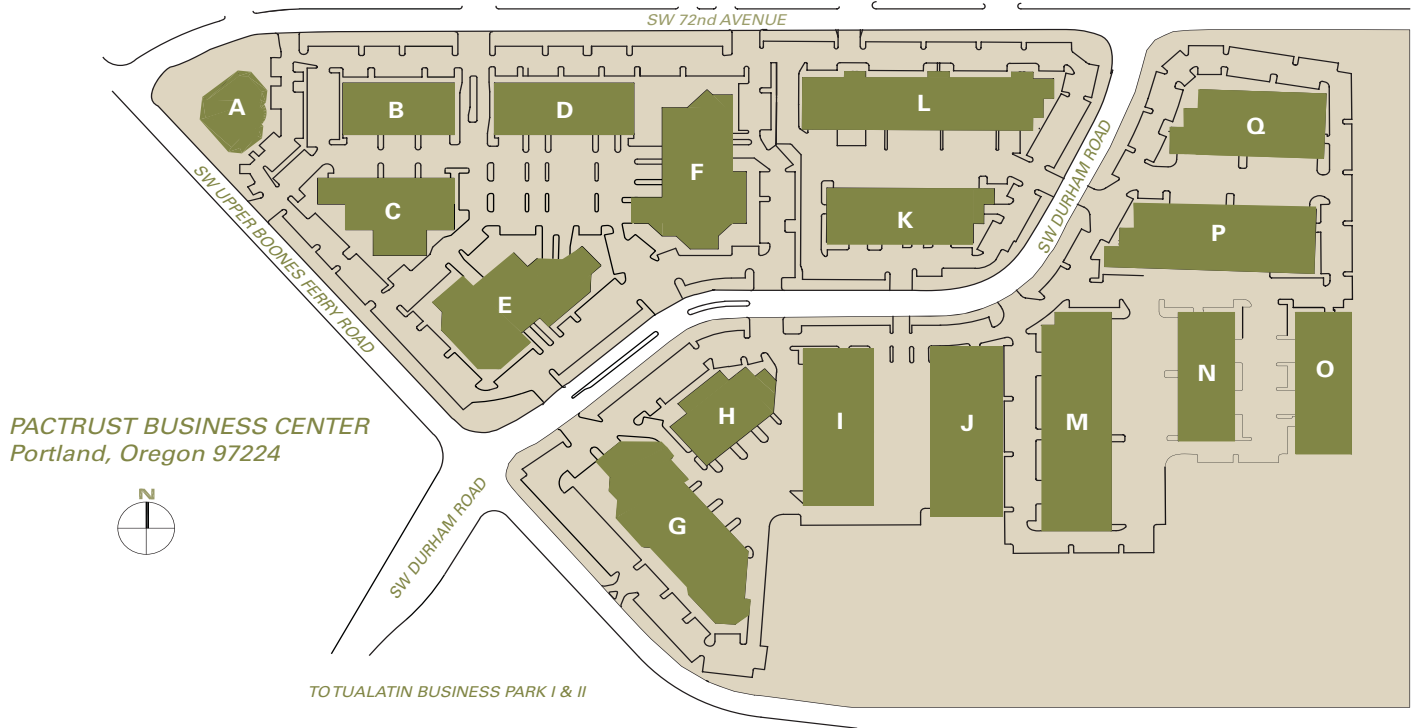 SW 72nd AVENUE
A
B
D
L
Q
F
SW DURHAM ROAD
C
K
P
SW UPPER BOONES FERRY ROAD
E
N
O
H
I
J
M
PACTRUST BUSINESS CENTER
Portland, Oregon 97224
N
G
SW DURHAM ROAD
TO TUALATIN BUSINESS PARK I & II